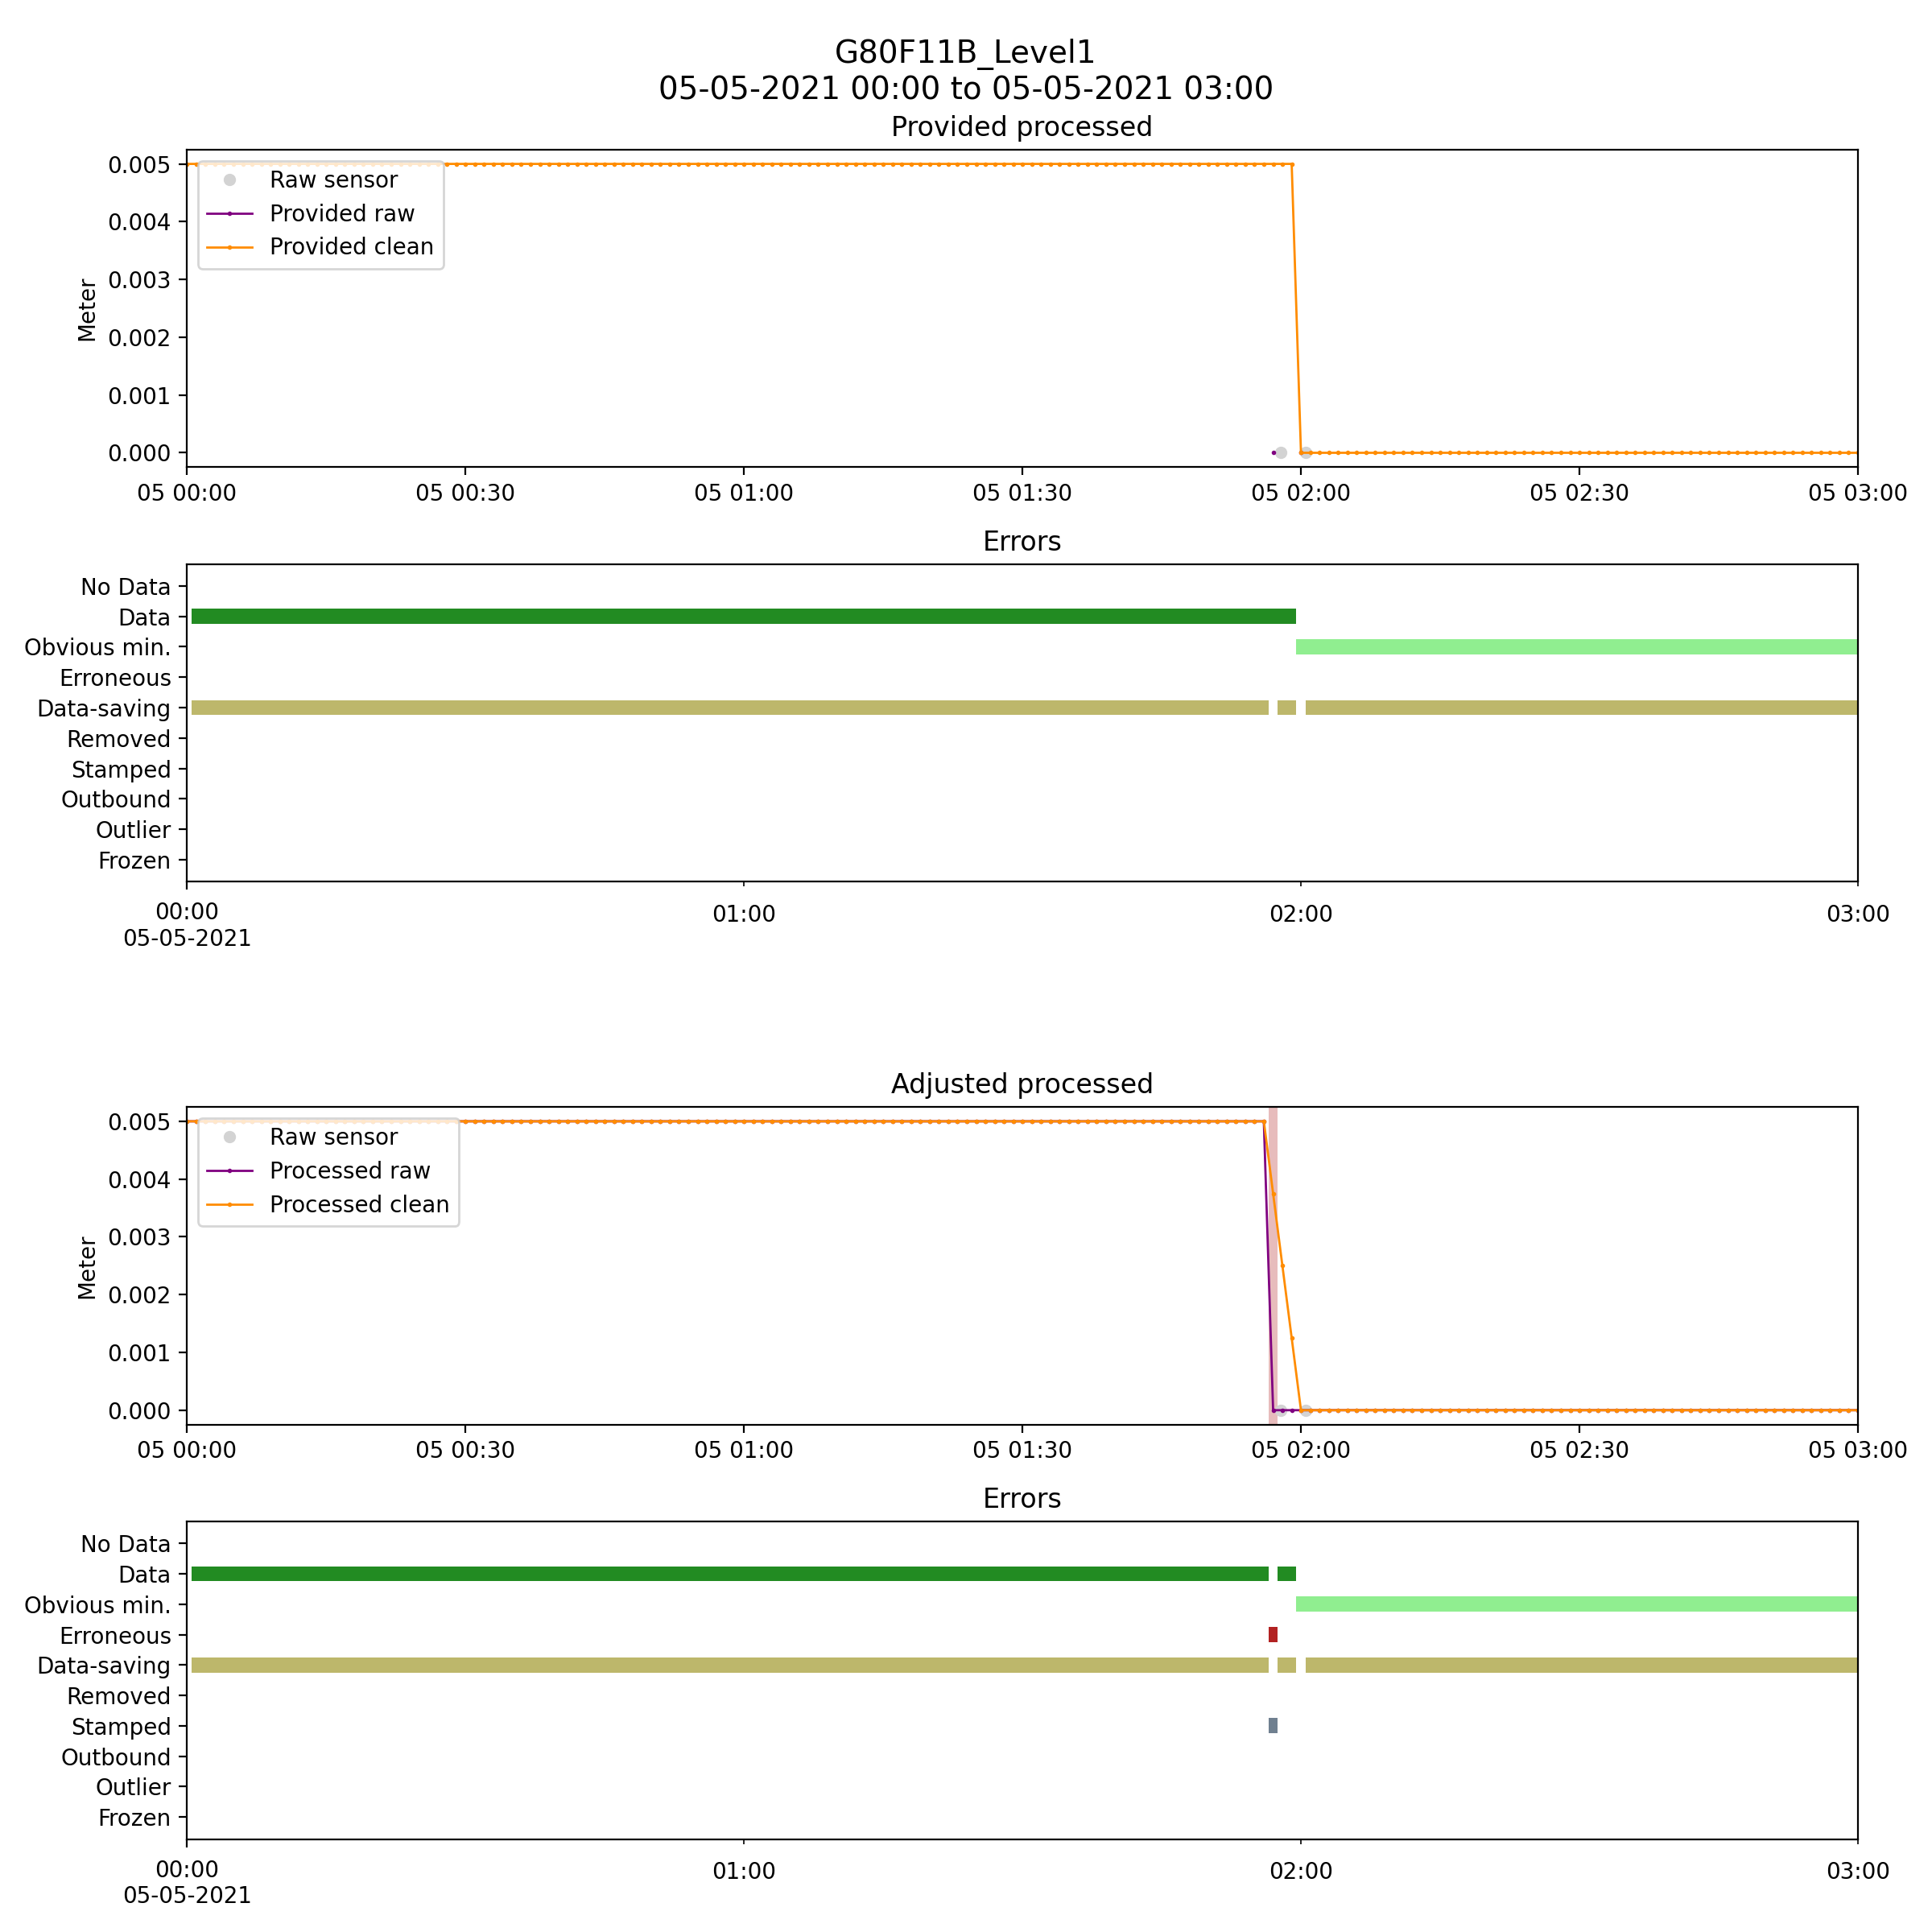 G80F11B_Level1
05-05-2021 00:00 to 05-05-2021 03:00
Provided processed
0.005
0.004
0.003
0.002
0.001
0.000
Meter
Raw sensor
Provided raw
Provided clean
05 00:00 05 00:30 05 01:00 05 01:30 05 02:00 05 02:30 05 03:00
Errors
No Data
Data
Obvious min.
Erroneous
Data-saving
Removed
Stamped
Outbound
Outlier
Frozen
00:00 01:00 02:00 03:00
05-05-2021
Adjusted processed
0.005
0.004
0.003
0.002
0.001
0.000
Meter
Raw sensor
Processed raw
Processed clean
05 00:00 05 00:30 05 01:00 05 01:30 05 02:00 05 02:30 05 03:00
Errors
No Data
Data
Obvious min.
Erroneous
Data-saving
Removed
Stamped
Outbound
Outlier
Frozen
00:00 01:00 02:00 03:00
05-05-2021